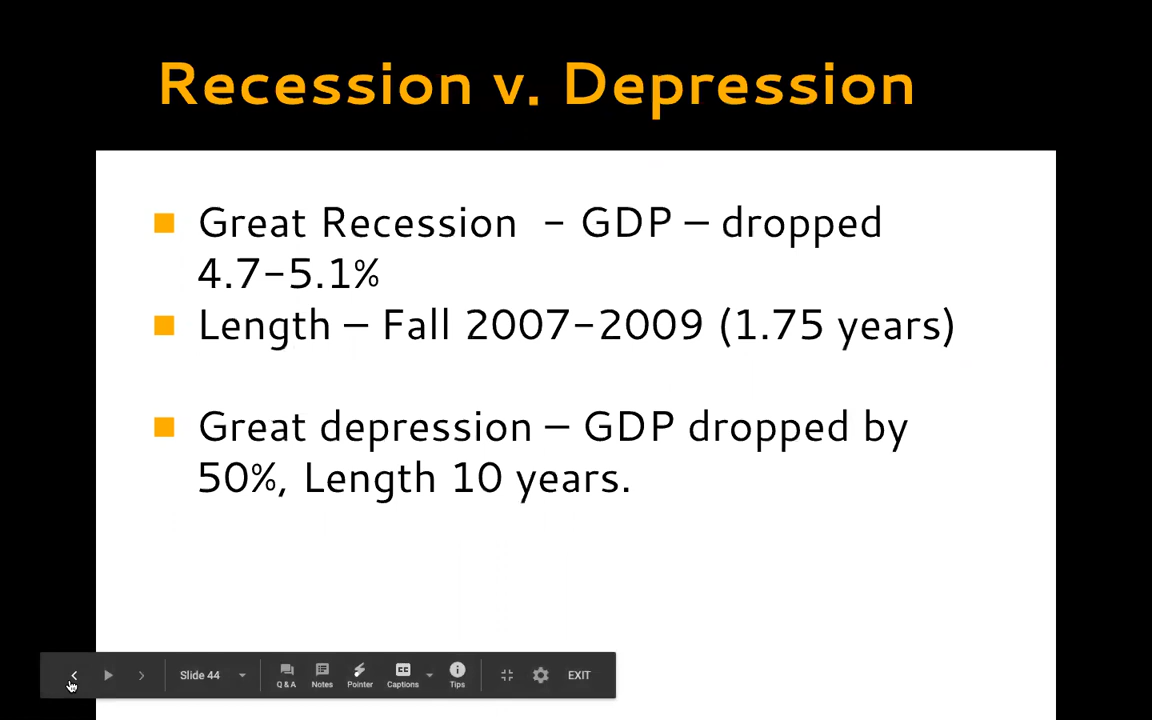 Recession v. Depression
Great Recession - GDP – dropped
4.7-5.1%
Length – Fall 2007-2009 (1.75 years)
Great depression – GDP dropped by
50%, Length 10 years.
Slide 44
Q & A
Notes
Pointer
CC
Captions
Tips
EXIT